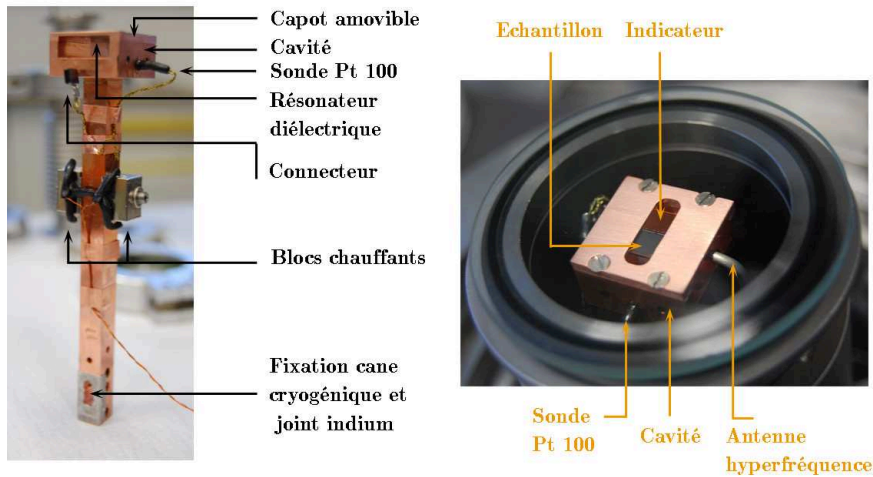 Capot amovible
Cavité
Sonde Pt 100
Résonateur
diélectrique
Connecteur
Blocs chauffants
Fixation cane
cryogénique et
joint indium
Echantillon
Indicateur
Sonde
Pt 100
Cavité
Antenne
hyperfréquence